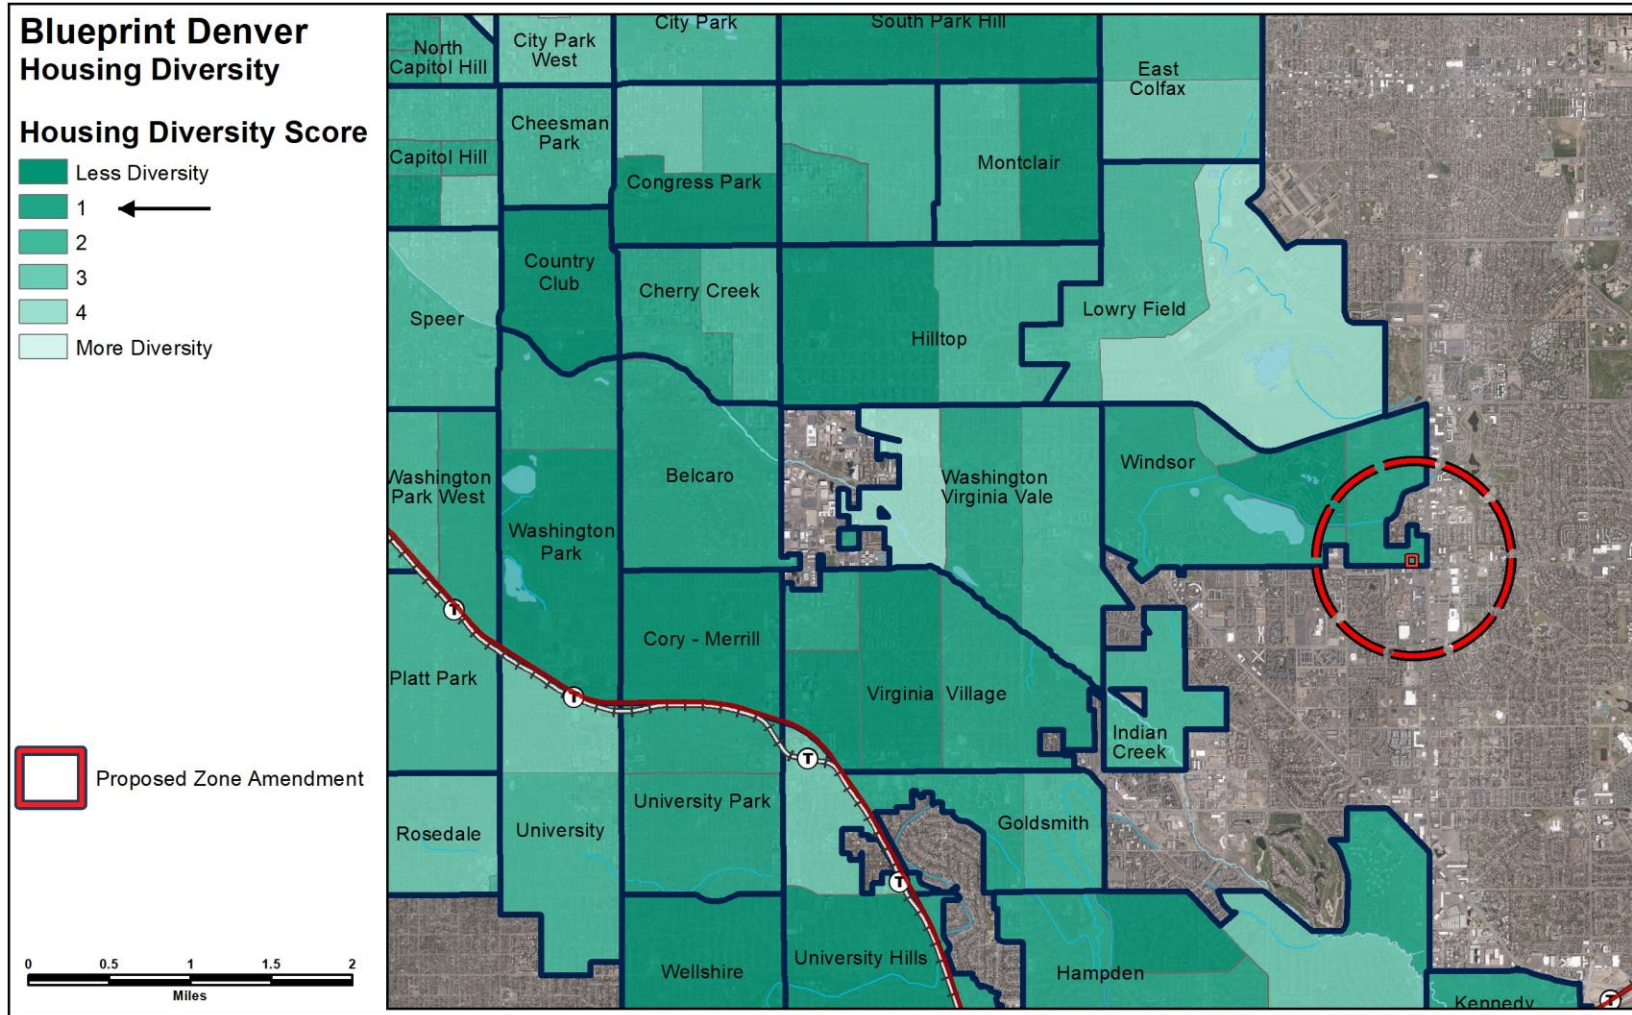 Blueprint Denver
Housing Diversity
Housing Diversity Score
Less Diversity
1
2
3
4
More Diversity
Proposed Zone Amendment
0 0.5 1 1.5 2
Miles
North
Capitol Hill
City Park
West
City Park
South Park Hill
East
Colfax
Capitol Hill
Cheesman
Park
Congress Park
Montclair
Speer
Country
Club
Cherry Creek
Hilltop
Lowry Field
Washington
Park West
Washington
Park
Belcaro
Washington
Virginia Vale
Windsor
T
Platt Park
Cory - Merrill
Virginia Village
T
Indian
Creek
T
Rosedale
University
University Park
Goldsmith
T
Wellshire
University Hills
Hampden
Kennedy
T